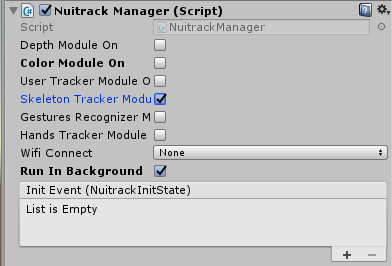 Nuitrack Manager (Script)
Script NuitrackManager
Depth Module On
Color Module On
User Tracker Module O
Skeleton Tracker Modu
Gestures Recognizer M
Hands Tracker Module
Wifi Connect None
Run In Background
Init Event (NuitrackInitState)
List is Empty